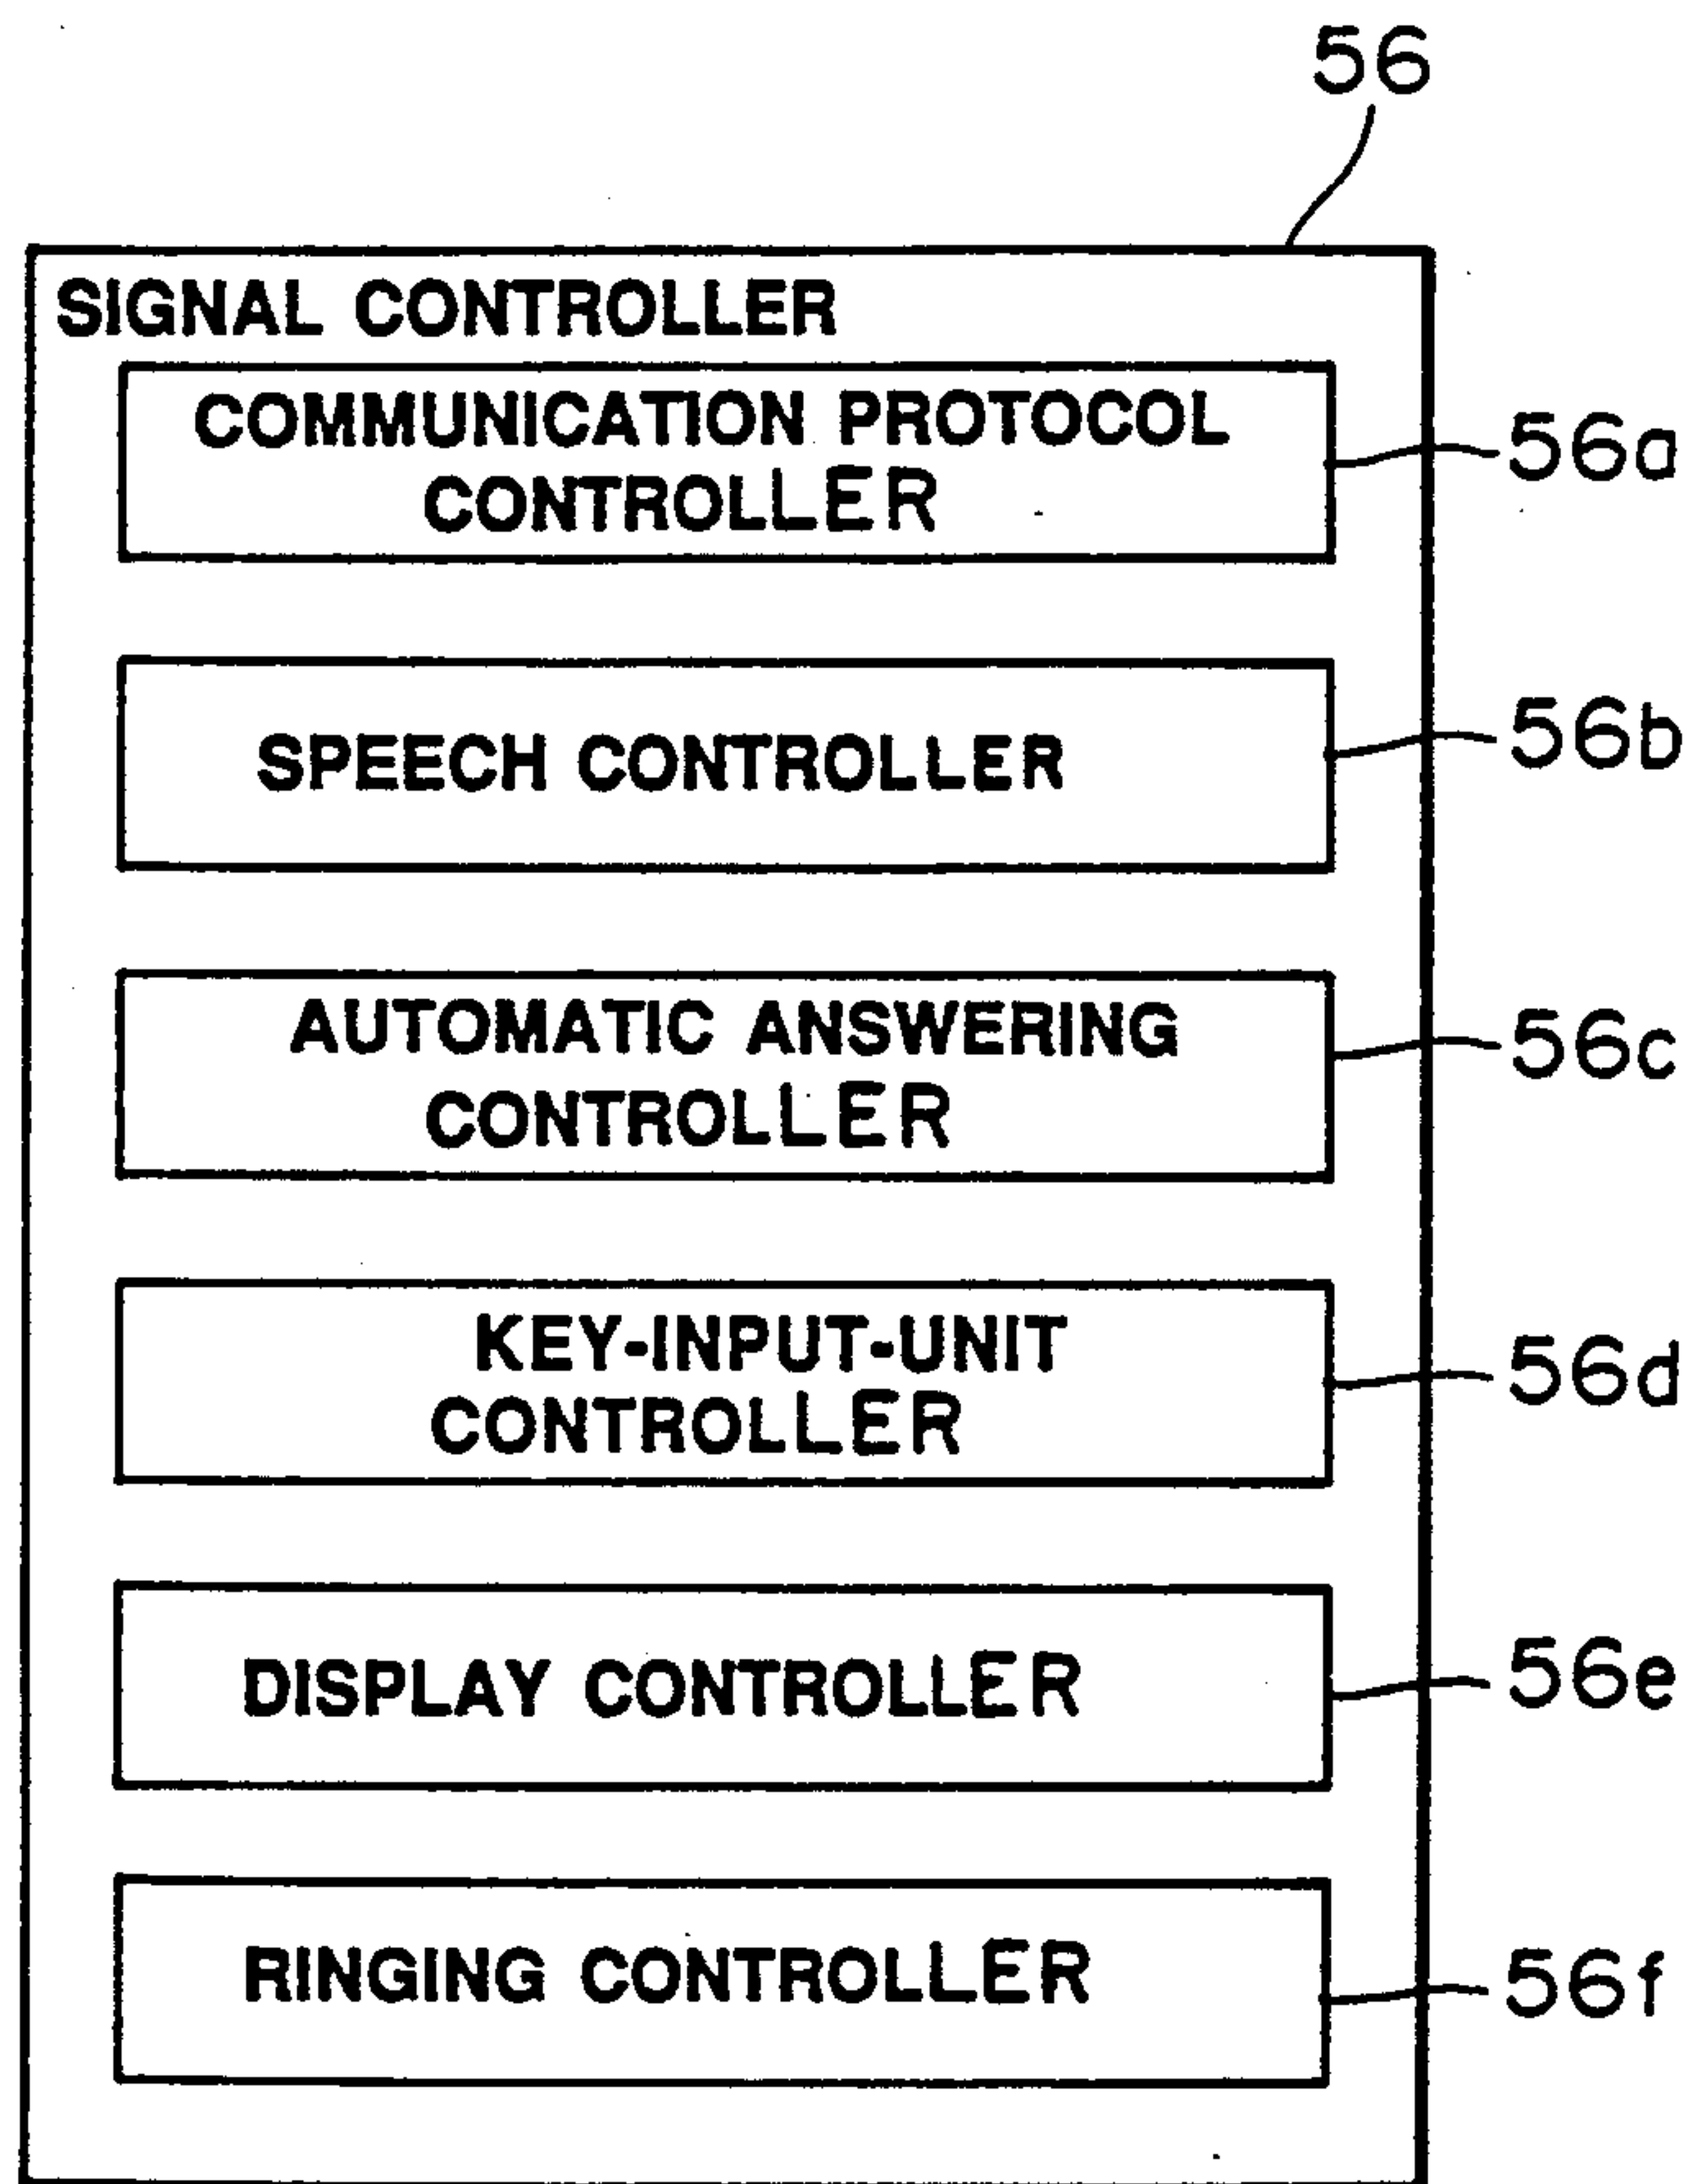 56
SIGNAL CONTROLLER
COMMUNICATION PROTOCOL
CONTROLLER
56a
SPEECH CONTROLLER
56b
AUTOMATIC ANSWERING
CONTROLLER
56c
KEY-INPUT-UNIT
CONTROLLER
56d
DISPLAY CONTROLLER
56e
RINGING CONTROLLER
56f